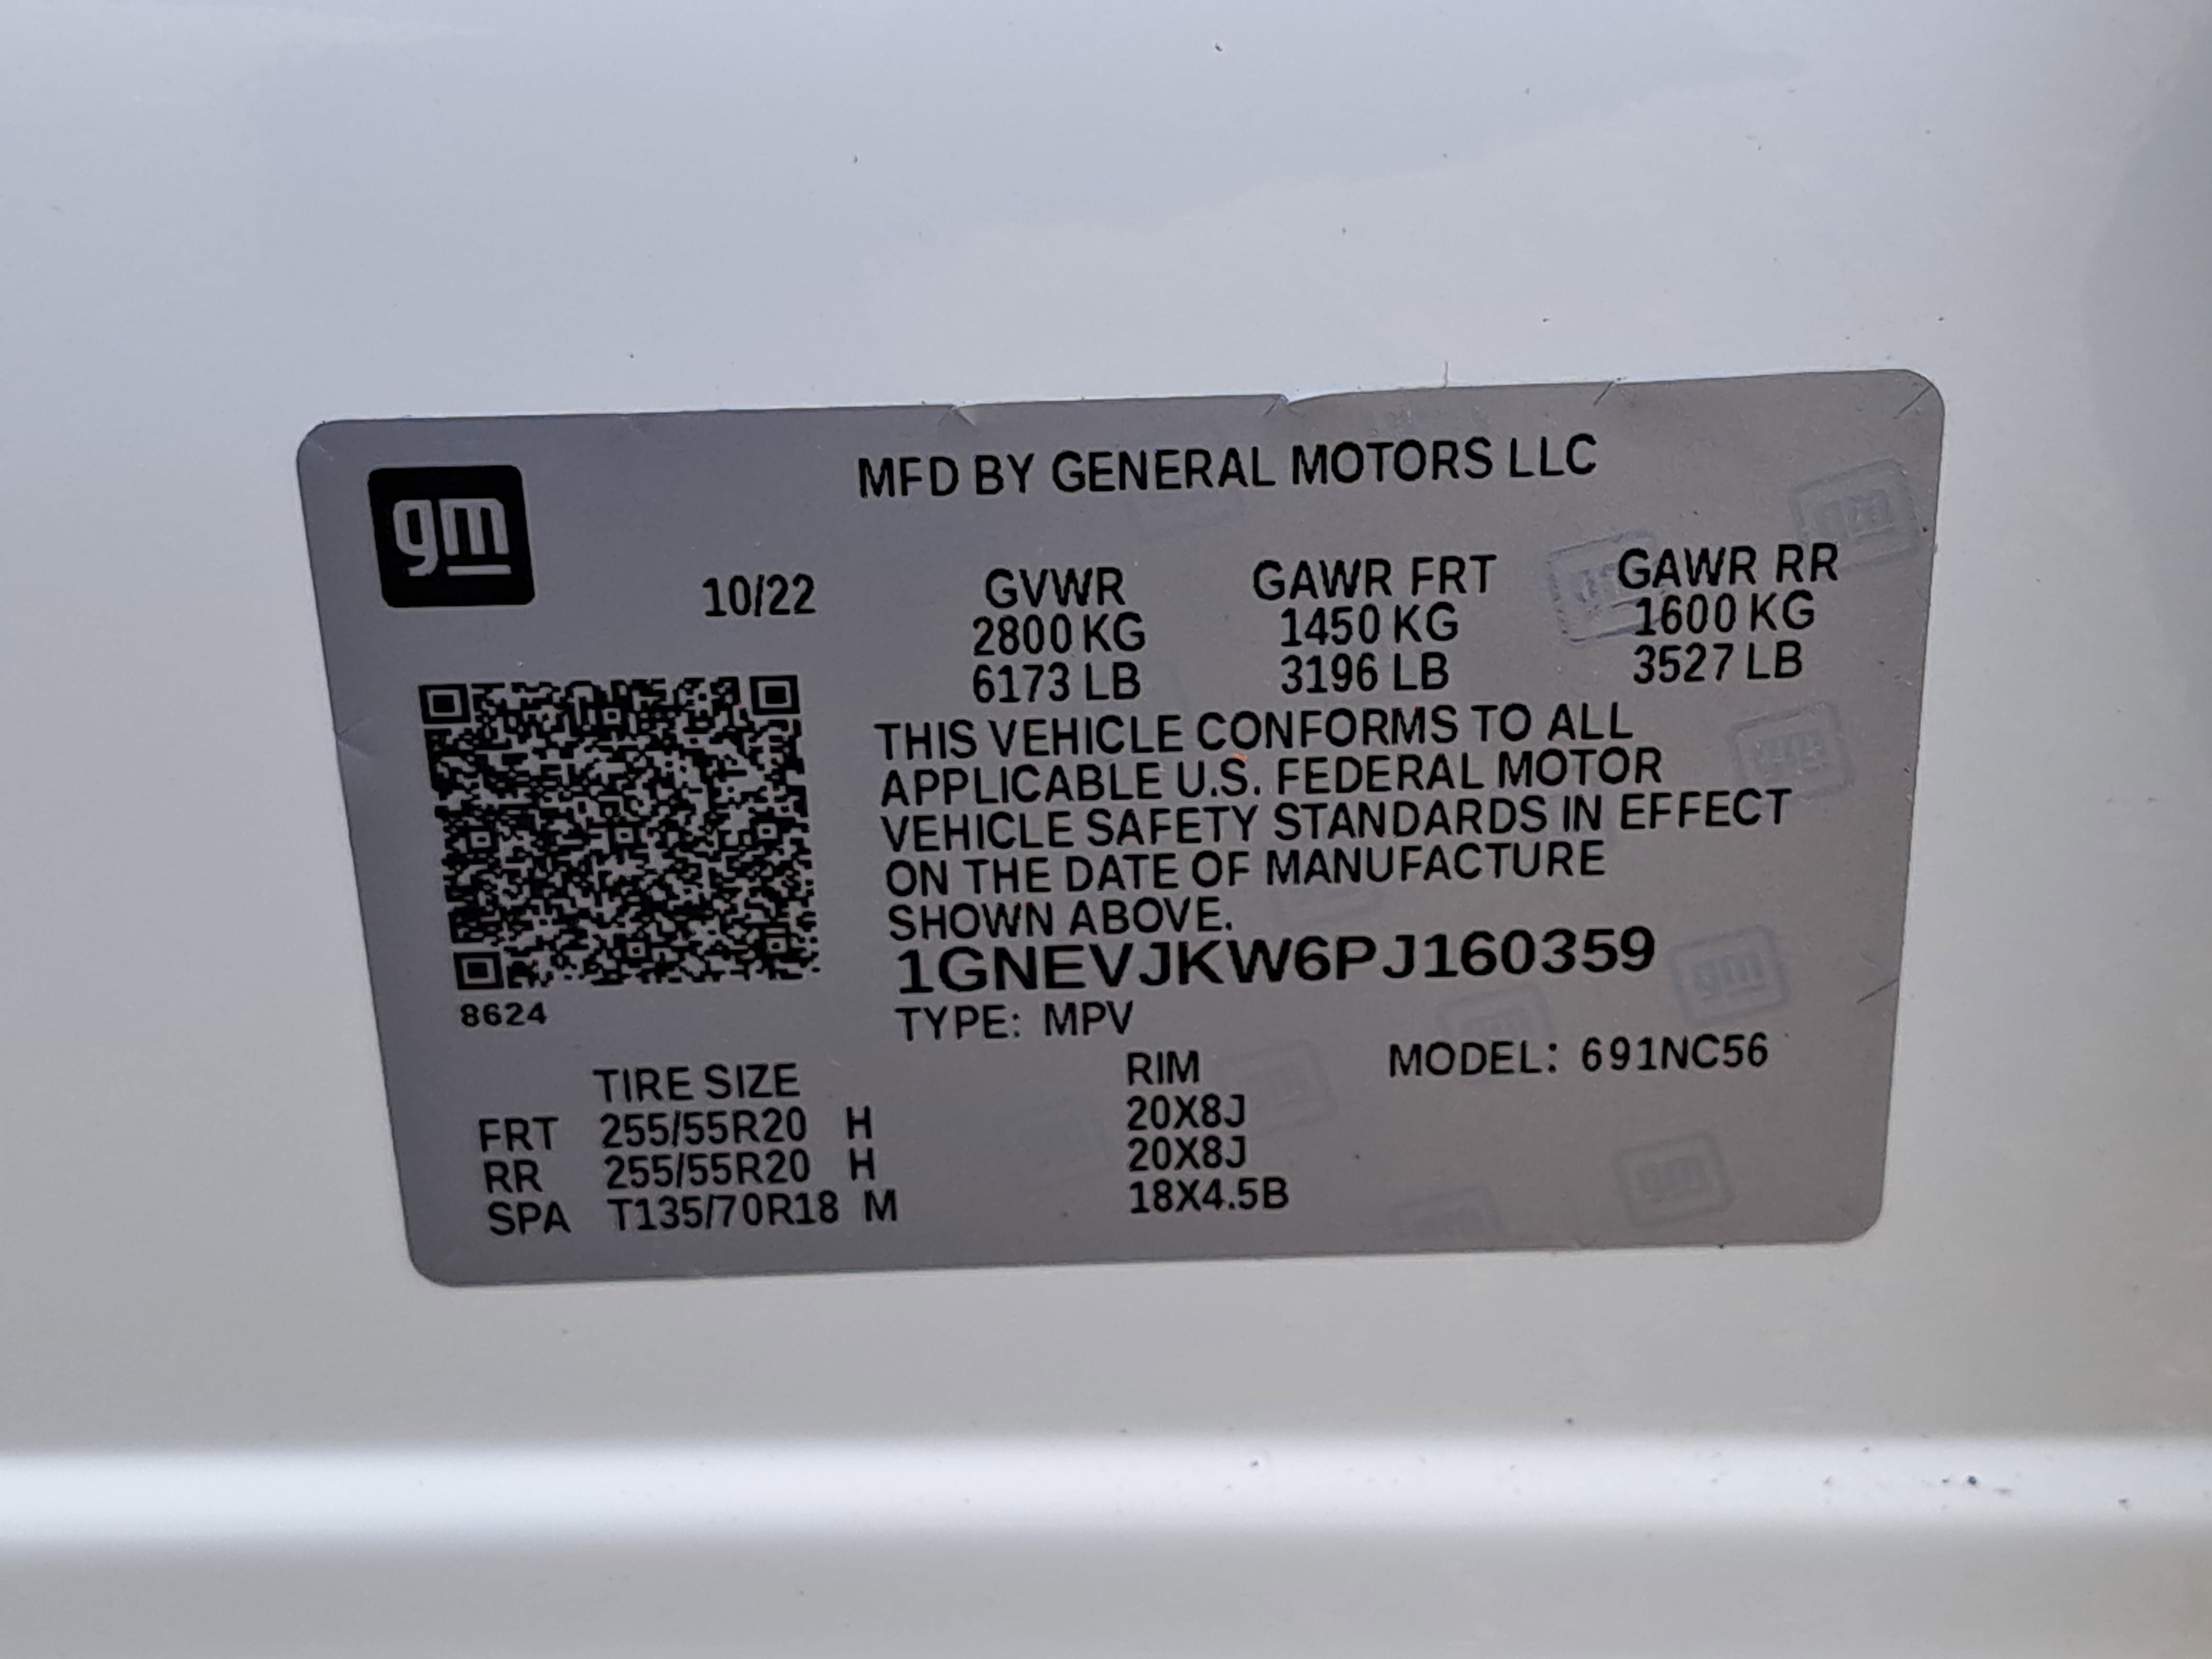 gm
MFD BY GENERAL MOTORS LLC
10/22 GVWR GAWR FRT GAWR RR
2800 KG 1450 KG 1600 KG
6173 LB 3196 LB 3527 LB
THIS VEHICLE CONFORMS TO ALL
APPLICABLE U.S. FEDERAL MOTOR
VEHICLE SAFETY STANDARDS IN EFFECT
ON THE DATE OF MANUFACTURE
SHOWN ABOVE.
1GNEVJKW6PJ160359
8624
TYPE: MPV
MODEL: 691NC56
TIRE SIZE RIM
FRT 255/55R20 H 20X8J
RR 255/55R20 H 20X8J
SPA T135/70R18 M 18X4.5B